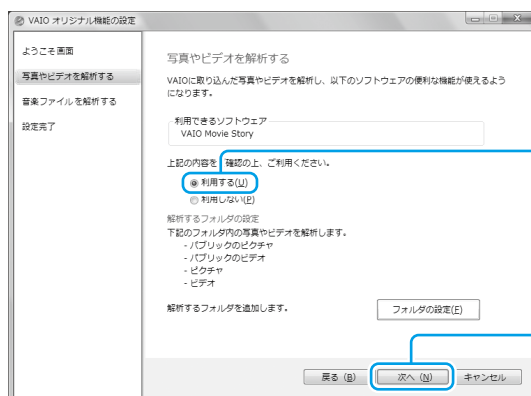 VAIO オリジナル機能の設定
ようこそ画面
写真やビデオを解析する
音楽ファイルを解析する
設定完了
写真やビデオを解析する
VAIOに取り込んだ写真やビデオを解析し、以下のソフトウェアの便利な機能が使えるよう
になります。
利用できるソフトウェア
VAIO Movie Story
上記の内容を確認の上、ご利用ください。
利用する(U)
利用しない(P)
解析するフォルダの設定
下記のフォルダ内の写真やビデオを解析します。
- パブリックのピクチャ
- パブリックのビデオ
- ピクチャ
- ビデオ
解析するフォルダを追加します。
フォルダの設定(F)
戻る (B)
次へ (N)
キャンセル